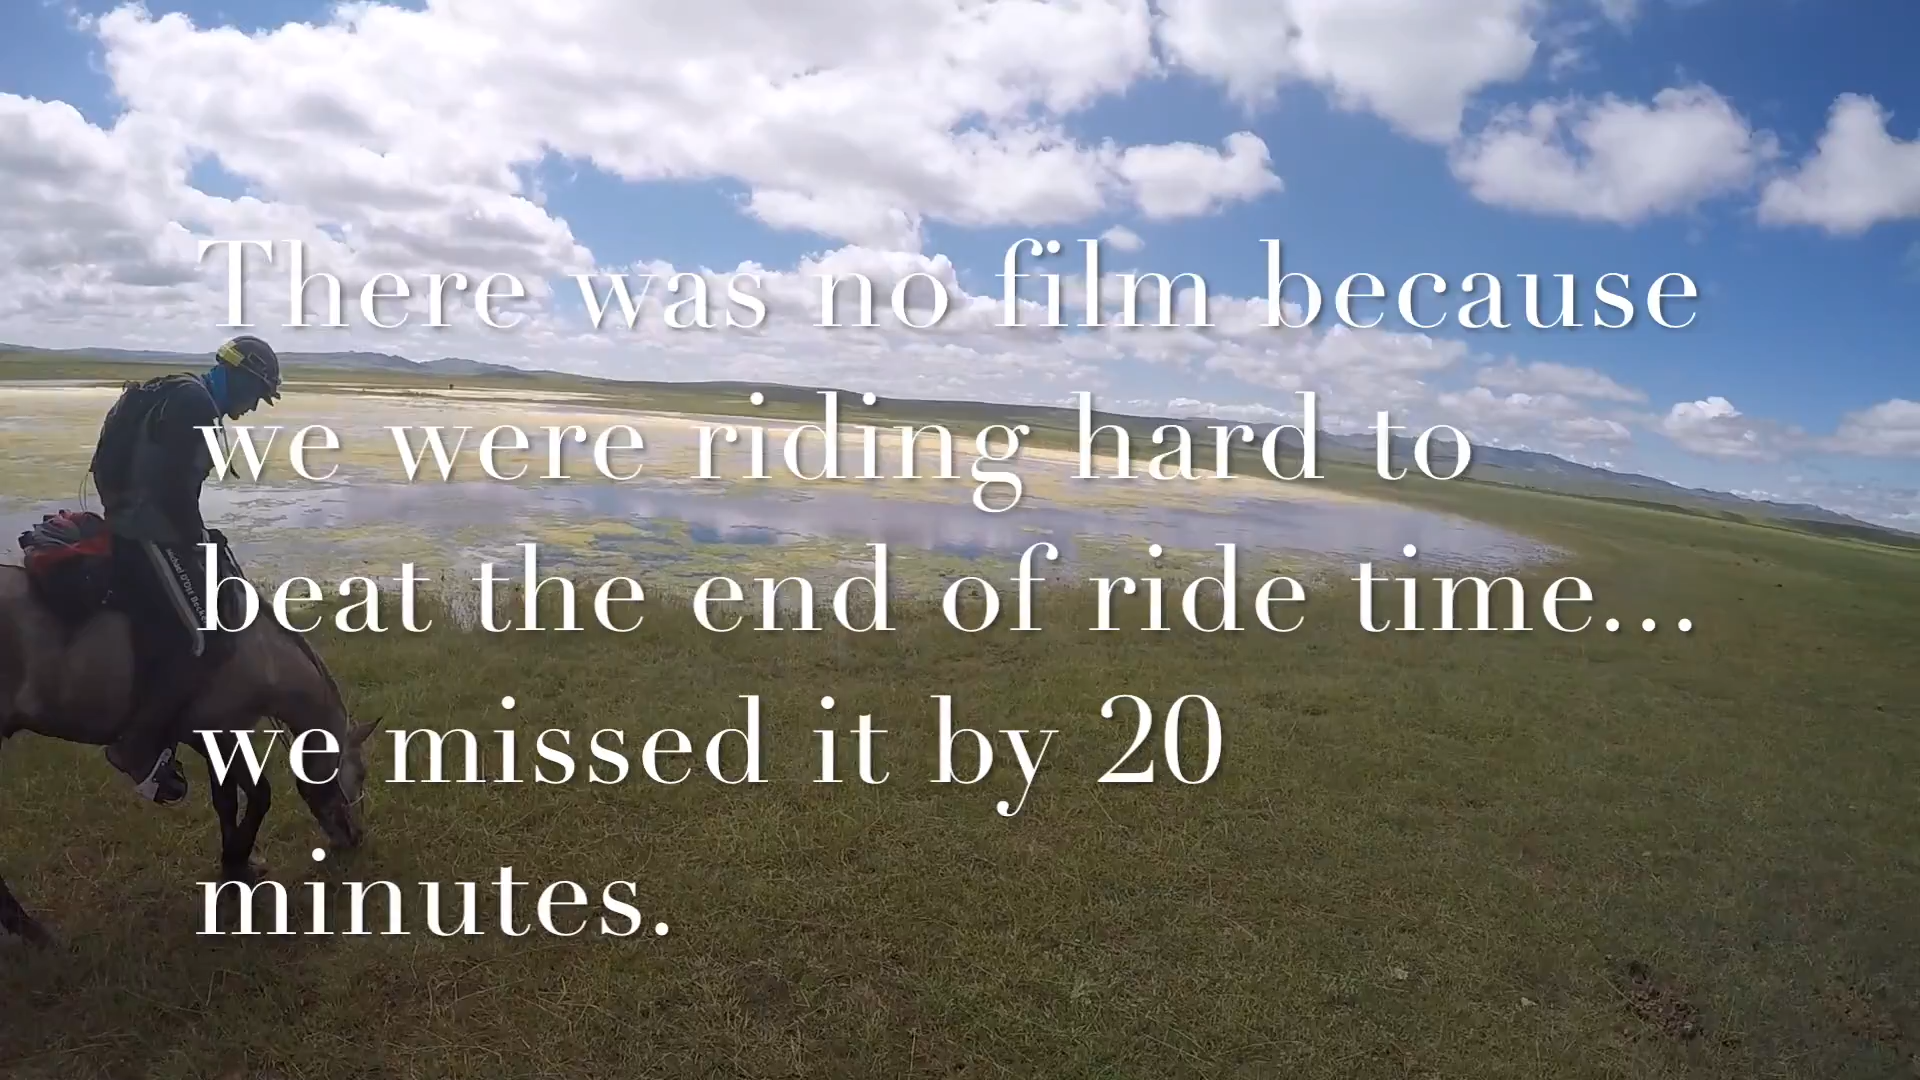 There was no film because
we were riding hard to
beat the end of ride time...
we missed it by 20
minutes.